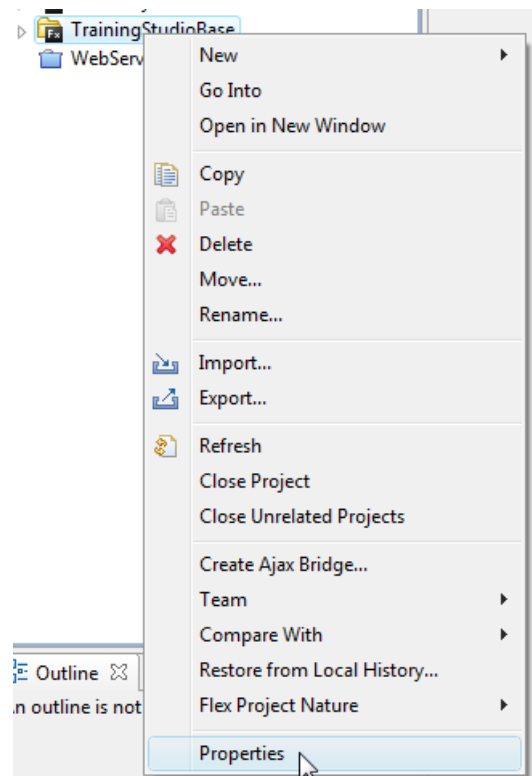 TrainingStudioBase
WebServ
New
Go Into
Open in New Window
Copy
Paste
Delete
Move...
Rename...
Import...
Export...
Refresh
Close Project
Close Unrelated Projects
Create Ajax Bridge...
Team
Compare With
Restore from Local History...
Outline
Flex Project Nature
n outline is not
Properties